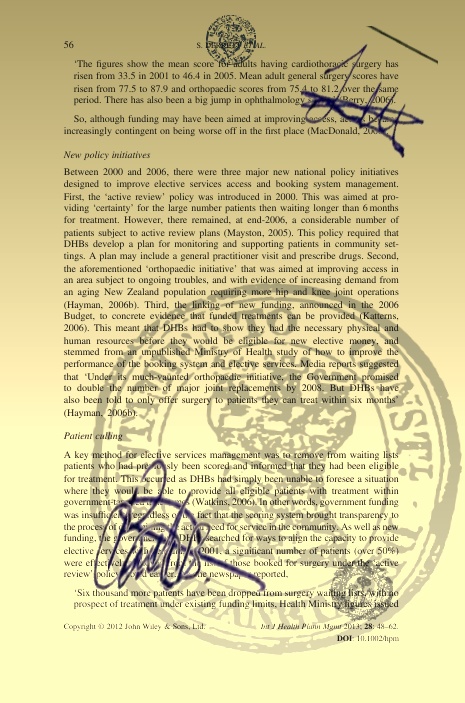 56
S. ET AL.
'The figures show the mean score for adults having cardiothoracic surgery has
risen from 33.5 in 2001 to 46.4 in 2005. Mean adult general surgery scores have
risen from 77.5 to 87.9 and orthopaedic scores from 75.4 to 81.2 over the same
period. There has also been a big jump in ophthalmology (Berry, 2006).
So, although funding may have been aimed at improving access, access
increasingly contingent on being worse off in the first place (MacDonald,
New policy initiatives
Between 2000 and 2006, there were three major new national policy initiatives
designed to improve elective services access and booking system management.
First, the 'active review' policy was introduced in 2000. This was aimed at pro-
viding 'certainty' for the large number patients then waiting longer than 6 months
for treatment. However, there remained, at end-2006, a considerable number of
patients subject to active review plans (Mayston, 2005). This policy required that
DHBs develop a plan for monitoring and supporting patients in community set-
tings. A plan may include a general practitioner visit and prescribe drugs. Second,
the aforementioned 'orthopaedic initiative' that was aimed at improving access in
an area subject to ongoing troubles, and with evidence of increasing demand from
an aging New Zealand population requiring more hip and knee joint operations
(Hayman, 2006b). Third, the linking of new funding, announced in the 2006
Budget, to concrete evidence that funded treatments can be provided (Katterns,
2006). This meant that DHBs had to show they had the necessary physical and
human resources before they would be eligible for new elective money, and
stemmed from an unpublished Ministry of Health study of how to improve the
performance of the booking system and elective services. Media reports suggested
that 'Under its much-vaunted orthopaedic initiative, the Government promised
to double the number of major joint replacements by 2008. But DHBs have
also been told to only offer surgery to patients they can treat within six months'
(Hayman, 2006b).
Patient culling
A key method for elective services management was to remove from waiting lists
patients who had previously been scored and informed that they had been eligible
for treatment. This as DHBs had simply been unable to foresee a situation
where they would be able to provide all eligible patients with treatment within
(Watkins, 2006). In other words, government funding
was insufficient, regardless of the fact that the scoring system brought transparency to
the process of need for service in the community. As well as new
funding, the government searched for ways to align the capacity to provide
elective services 2001, a significant number of patients (over 50%)
were those booked for surgery under the 'active
review' policy the newspaper reported,
'Six thousand more patients have been dropped from surgery waiting lists, with no
prospect of treatment under existing funding limits, Health Ministry figures issued
Copyright © 2012 John Wiley & Sons, Ltd.
Int J Health Plann Mgmt 2013; 28: 48–62.
DOI: 10.1002/hpm